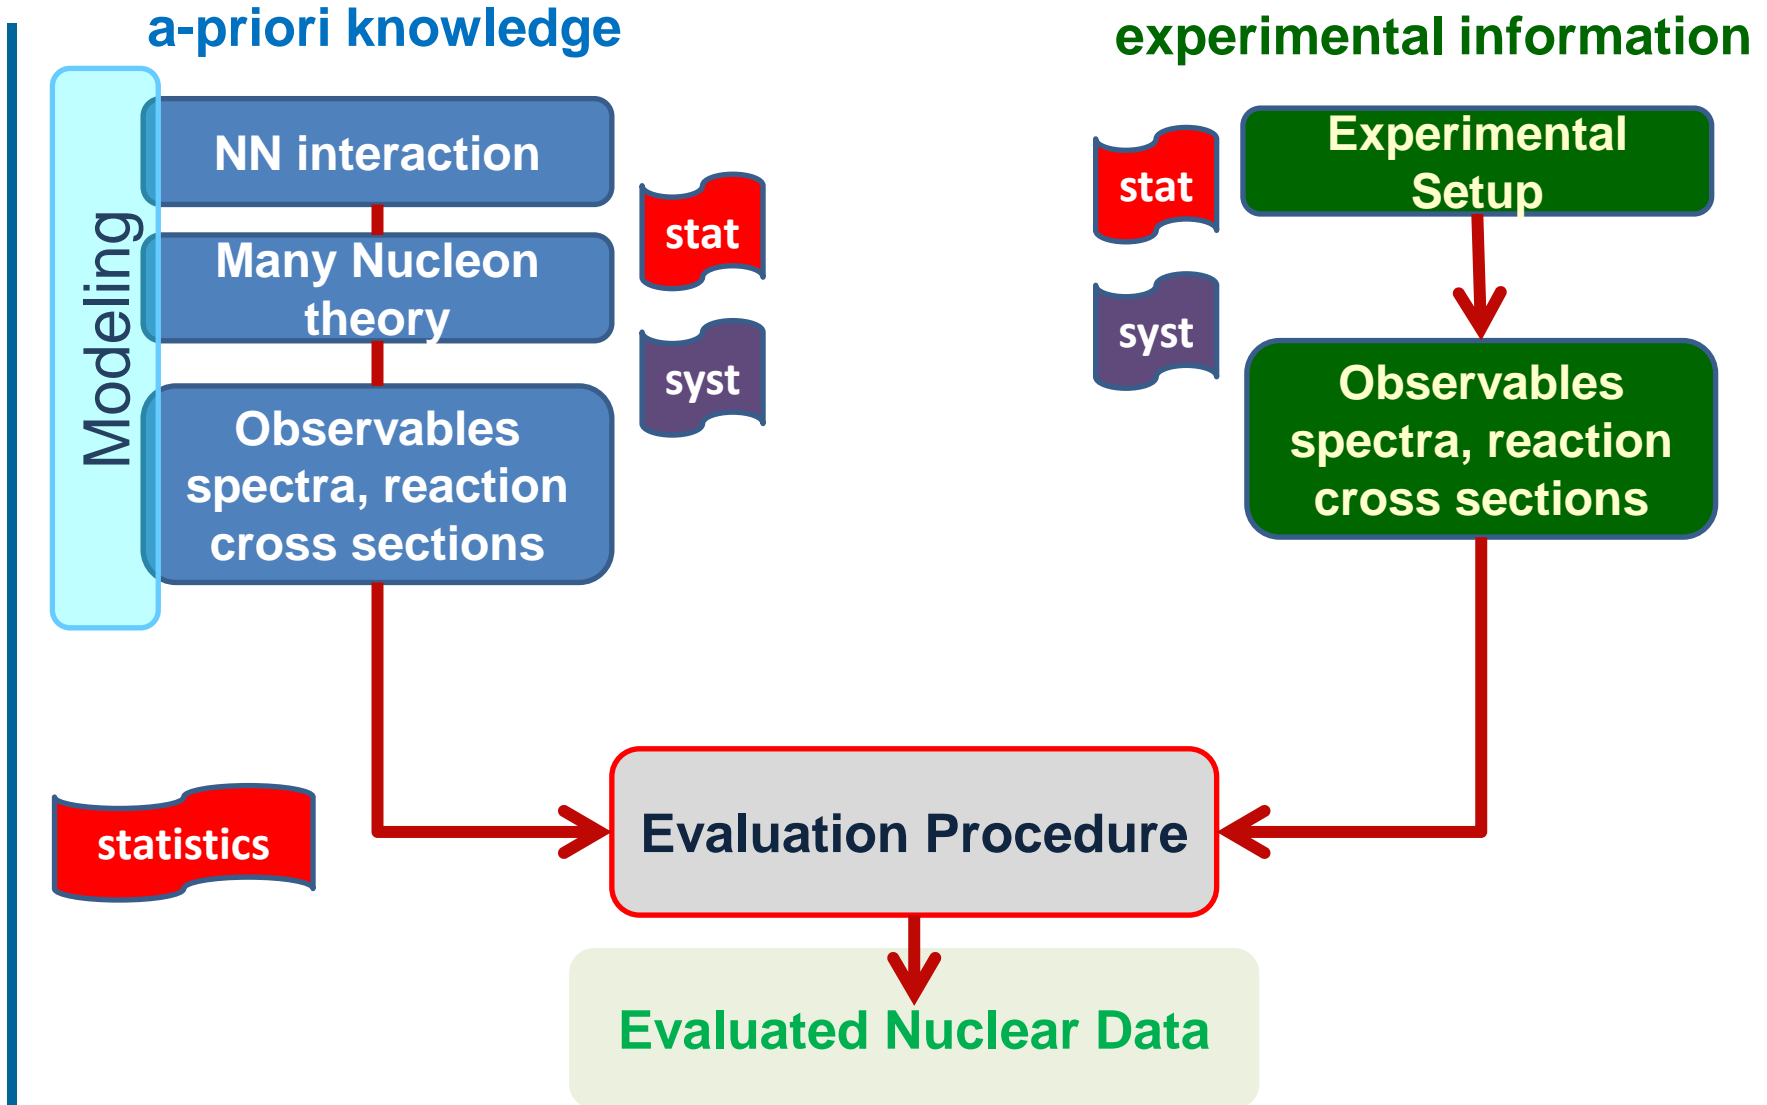 a-priori knowledge
experimental information
Modeling
NN interaction
Many Nucleon
theory
Observables
spectra, reaction
cross sections
stat
syst
stat
syst
Experimental
Setup
Observables
spectra, reaction
cross sections
statistics
Evaluation Procedure
Evaluated Nuclear Data